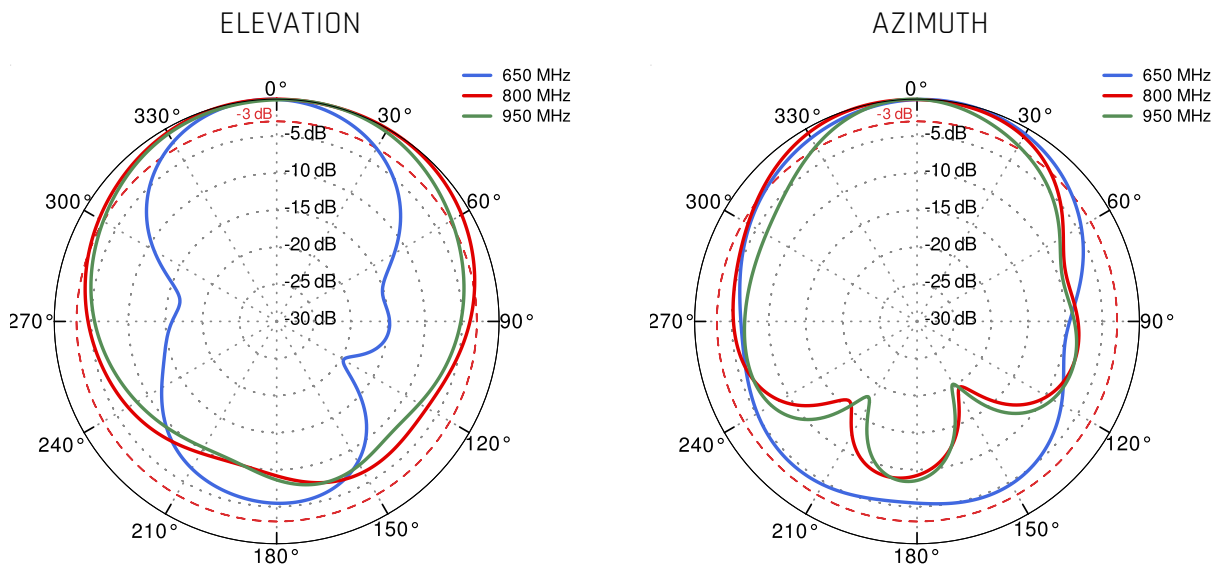 ELEVATION
650 MHz
800 MHz
950 MHz
0°
330°
-3 dB
30°
-5 dB
-10 dB
300°
60°
-15 dB
-20 dB
-25 dB
270°
-30 dB
90°
240°
120°
210°
150°
180°
AZIMUTH
650 MHz
800 MHz
950 MHz
0°
330°
-3 dB
30°
-5 dB
-10 dB
300°
60°
-15 dB
-20 dB
-25 dB
270°
-30 dB
90°
240°
120°
210°
150°
180°